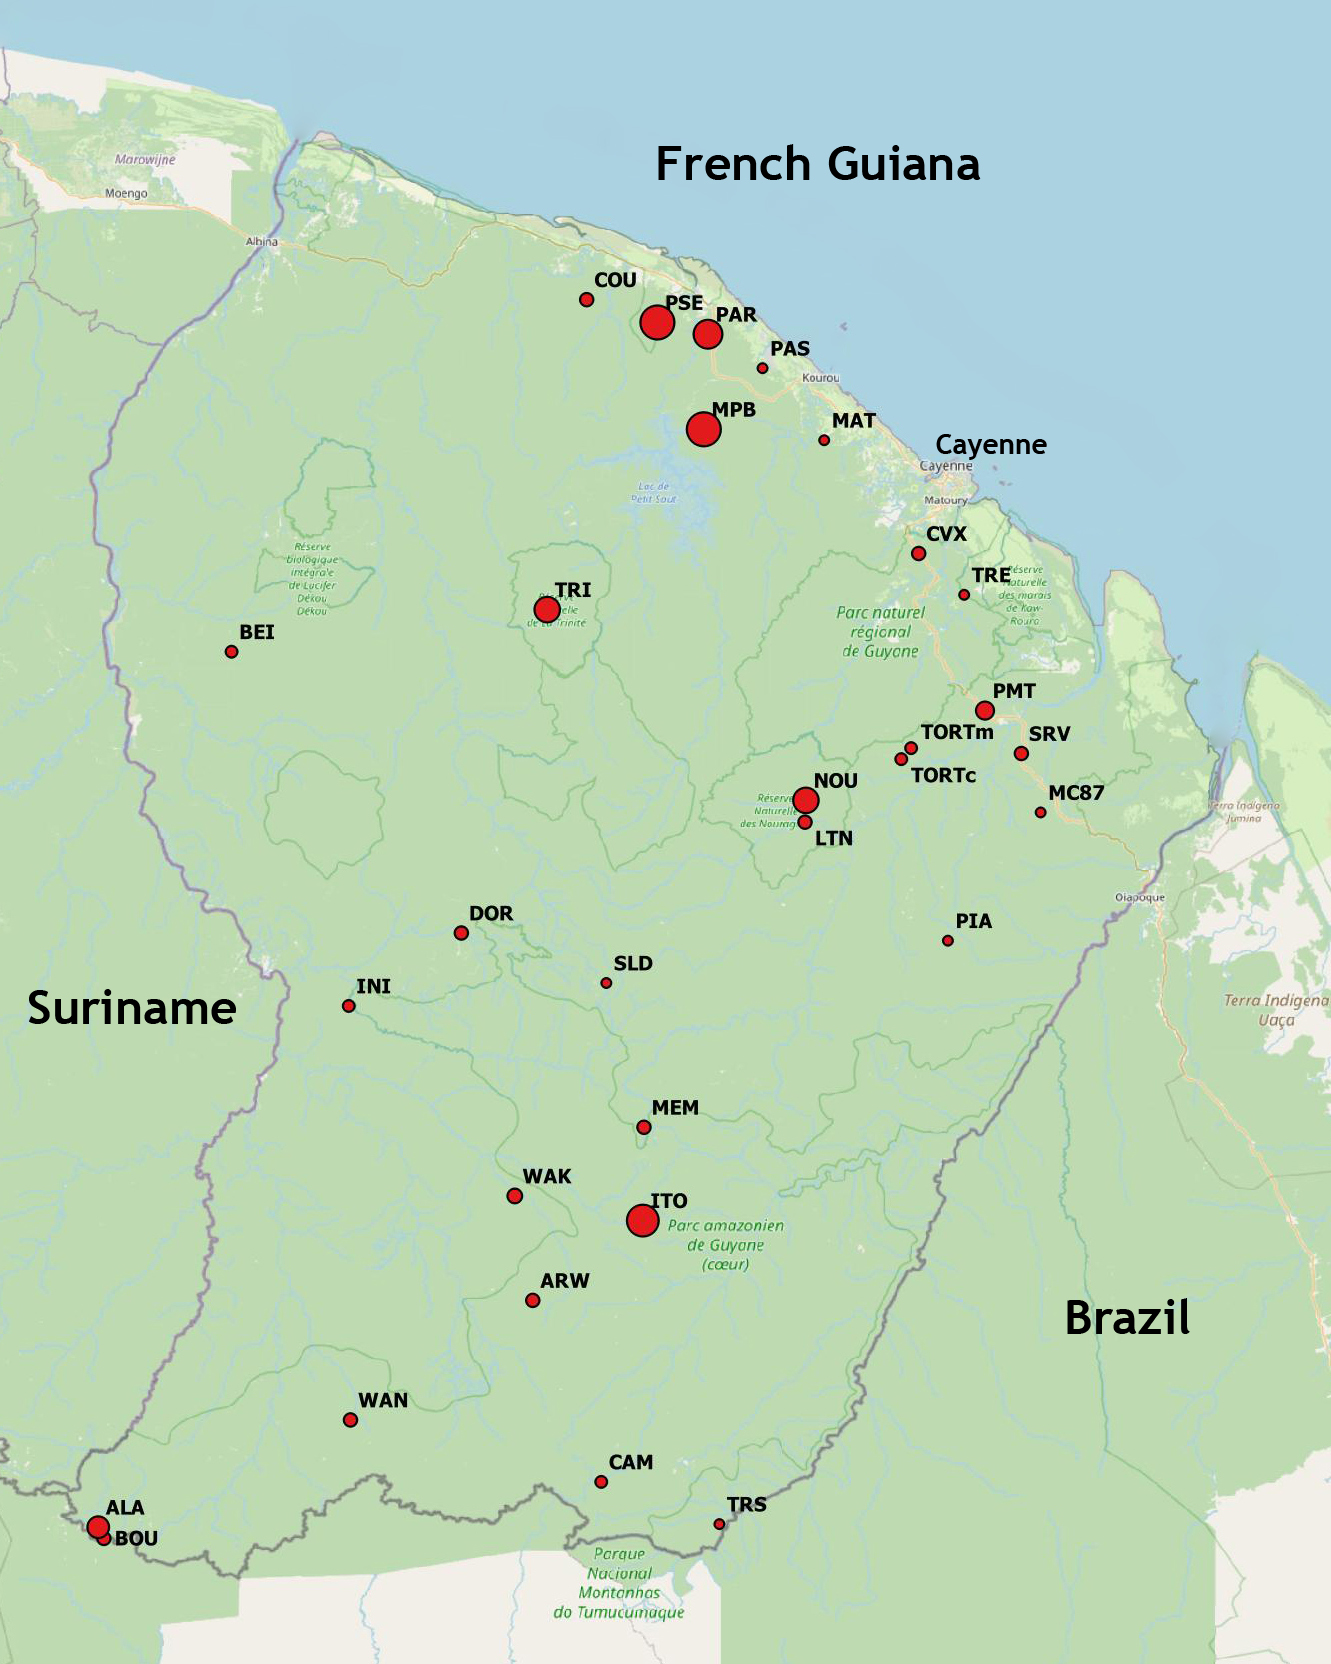 French Guiana
Marowijne
Moengo
Albina
COU
PSE
PAR
PAS
Kourou
MPB
MAT
Cayenne
Cayenne
Lac de
Petit Saut
Matoury
CVX
Réserve
biologique
intégrale
de Lucifer
Dékou
Dékou
TRE
Réserve
Naturelle
des marais
de Kaw-
Roura
TRI
de La Trinité
Parc naturel
régional
de Guyane
BEI
PMT
TORTm
SRV
TORTc
NOU
MC87
Réserve
Naturelle
des Nourag
LTN
Terra Indígena
Jumina
Oiapoque
DOR
PIA
SLD
INI
Suriname
Terra Indígena
Uaçá
MEM
WAK
ITO
Parc amazonien
de Guyane
(cœur)
ARW
Brazil
WAN
CAM
TRS
ALA
BOU
Parque
Nacional
Montanhas
do Tumucumaque